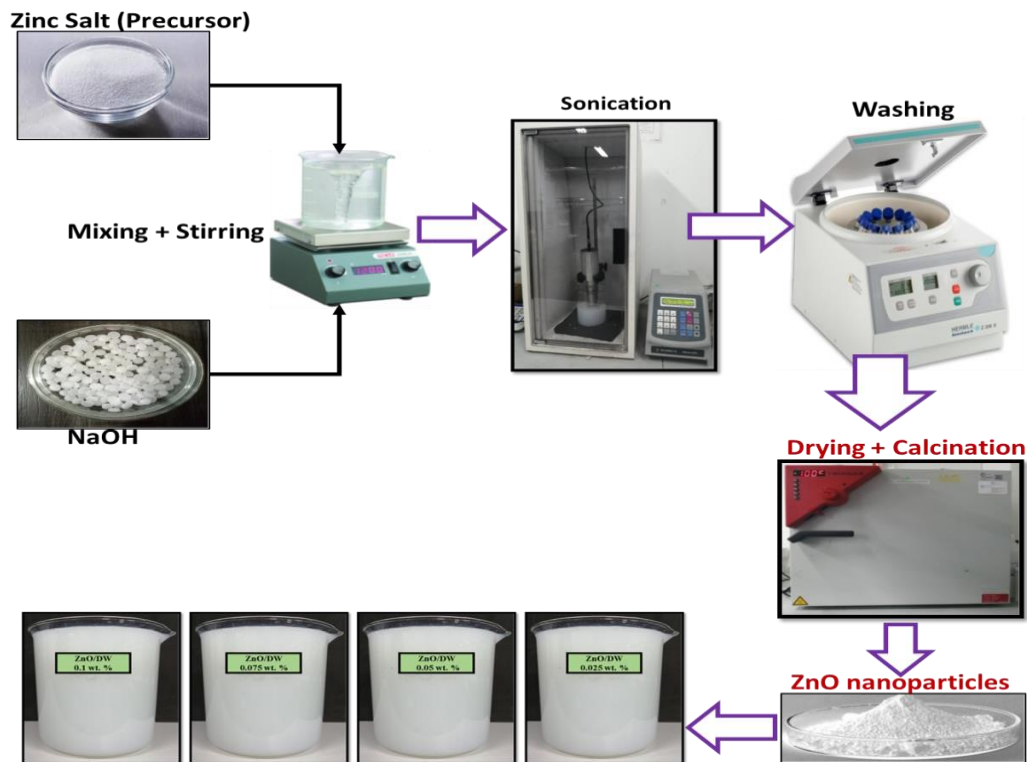 Zinc Salt (Precursor)
Sonication
Washing
Mixing + Stirring
HERMLE
NaOH
Drying + Calcination
ZnO/DW
0.1 wt. %
ZnO/DW
0.075 wt. %
ZnO/DW
0.05 wt. %
ZnO/DW
0.025 wt. %
ZnO nanoparticles